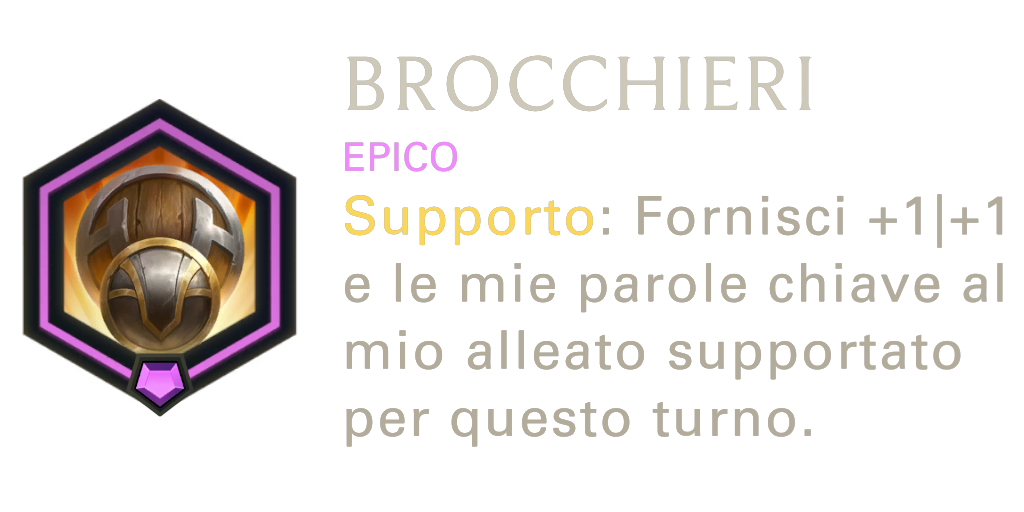 BROCCHIERI
EPICO
Supporto: Fornisci +1|+1
e le mie parole chiave al
mio alleato supportato
per questo turno.